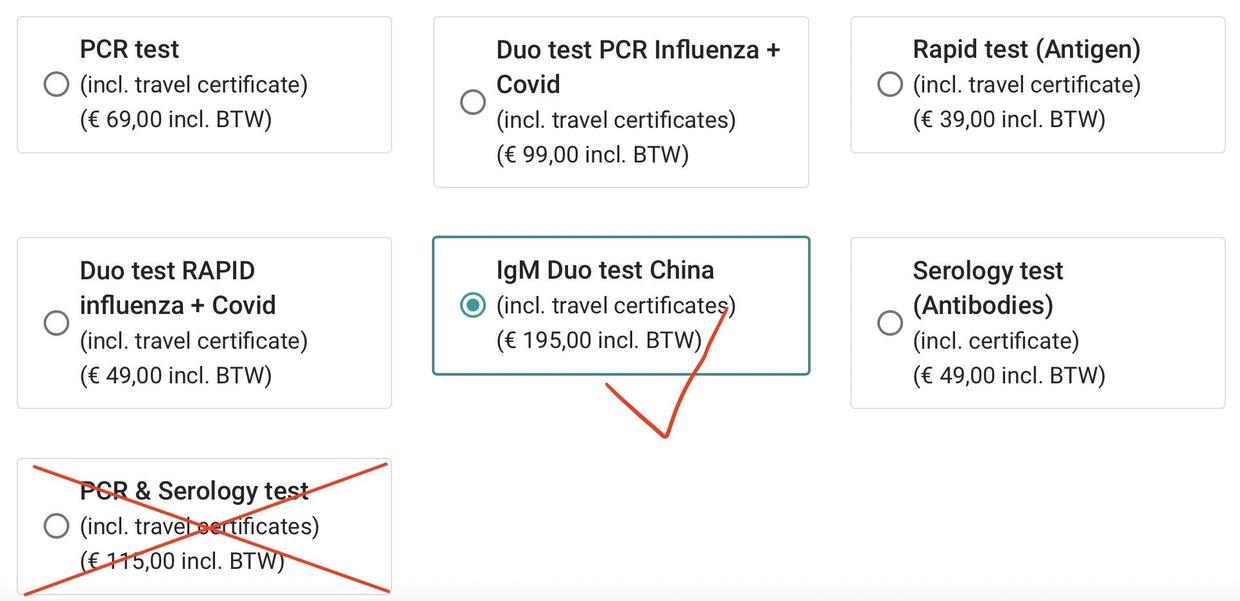 PCR test
(incl. travel certificate)
(€ 69,00 incl. BTW)
Duo test PCR Influenza +
Covid
(incl. travel certificates)
(€ 99,00 incl. BTW)
Rapid test (Antigen)
(incl. travel certificate)
(€ 39,00 incl. BTW)
Duo test RAPID
influenza + Covid
(incl. travel certificate)
(€ 49,00 incl. BTW)
IgM Duo test China
(incl. travel certificates)
(€ 195,00 incl. BTW)
Serology test
(Antibodies)
(incl. certificate)
(€ 49,00 incl. BTW)
PCR & Serology test
(incl. travel certificates)
(€ 115,00 incl. BTW)